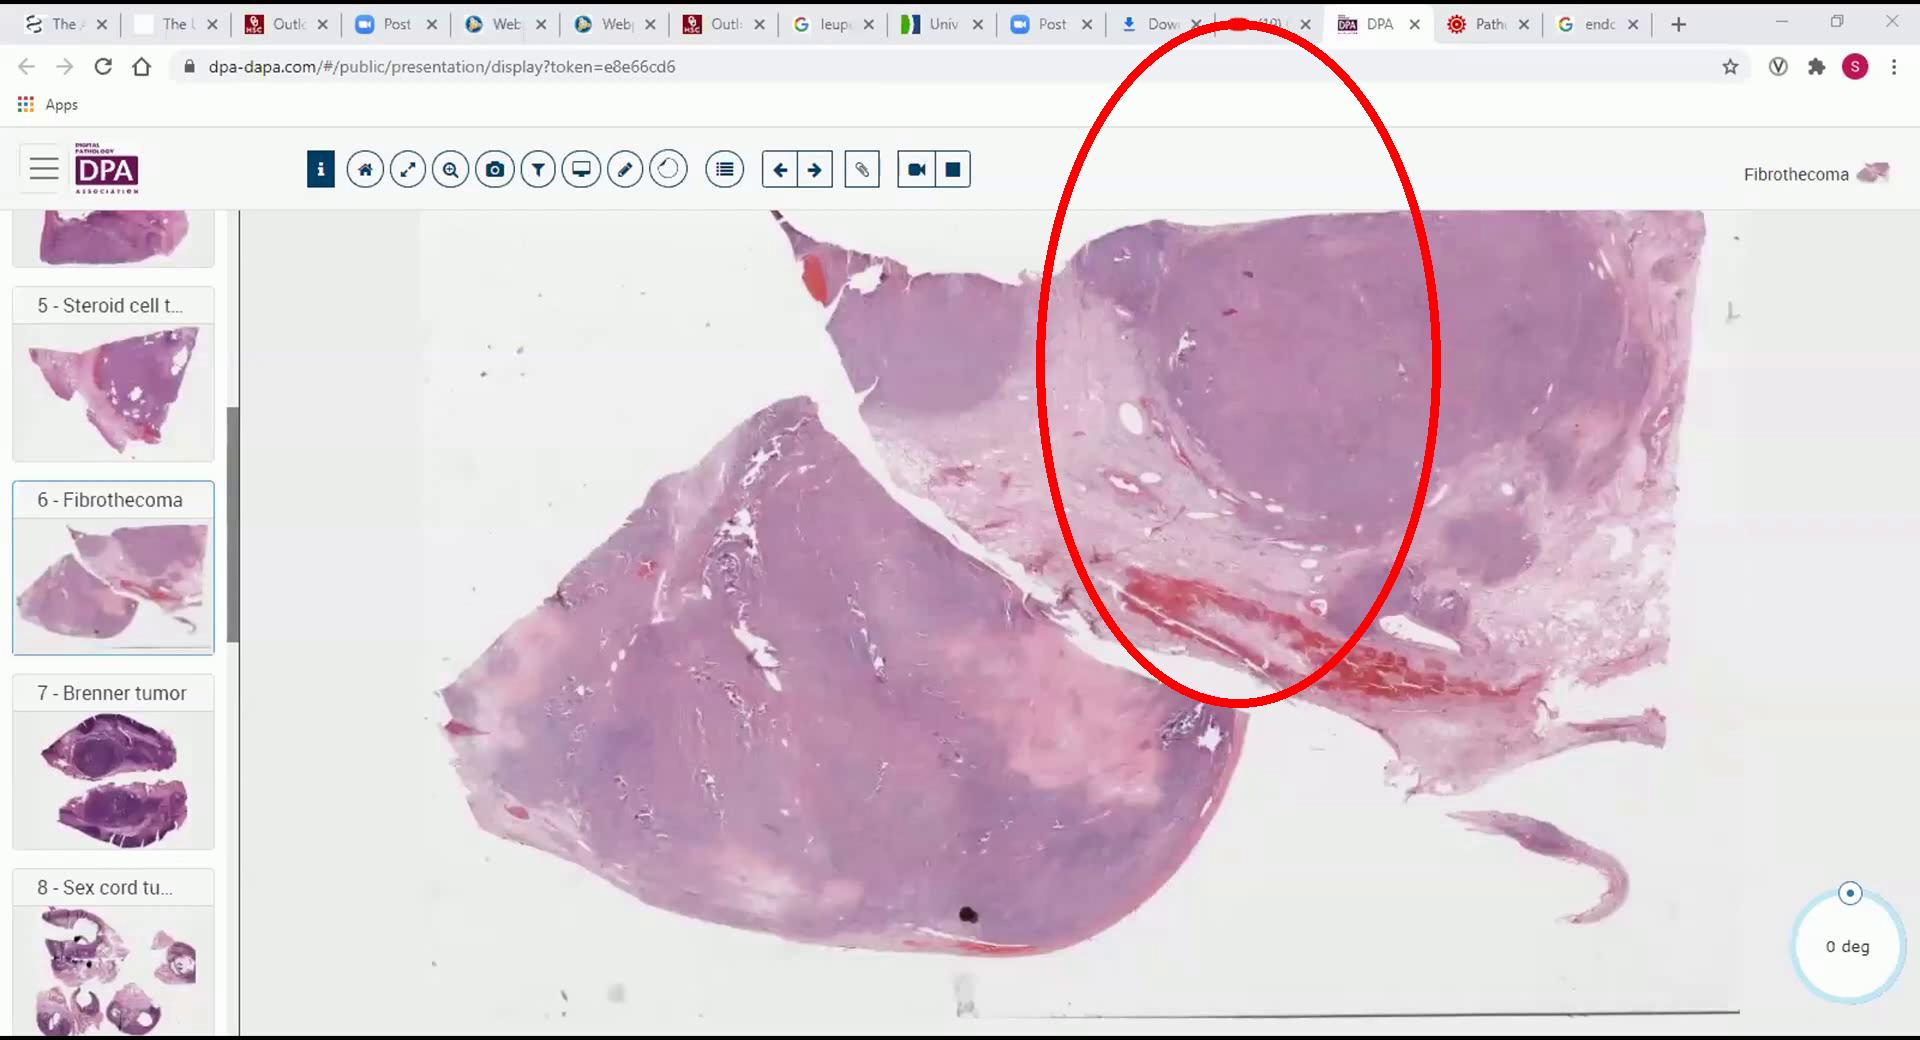 The A
The U
Outl
Post
Web
Web
Outl
leup
Univ
Post
Dow
(19)
DPA
Path
endo
dpa-dapa.com/#/public/presentation/display?token=e8e66cd6
S
Apps
DIGITAL
PATHOLOGY
DPA
ASSOCIATION
Fibrothecoma
5 - Steroid cell t...
6 - Fibrothecoma
7 - Brenner tumor
8 - Sex cord tu...
0 deg